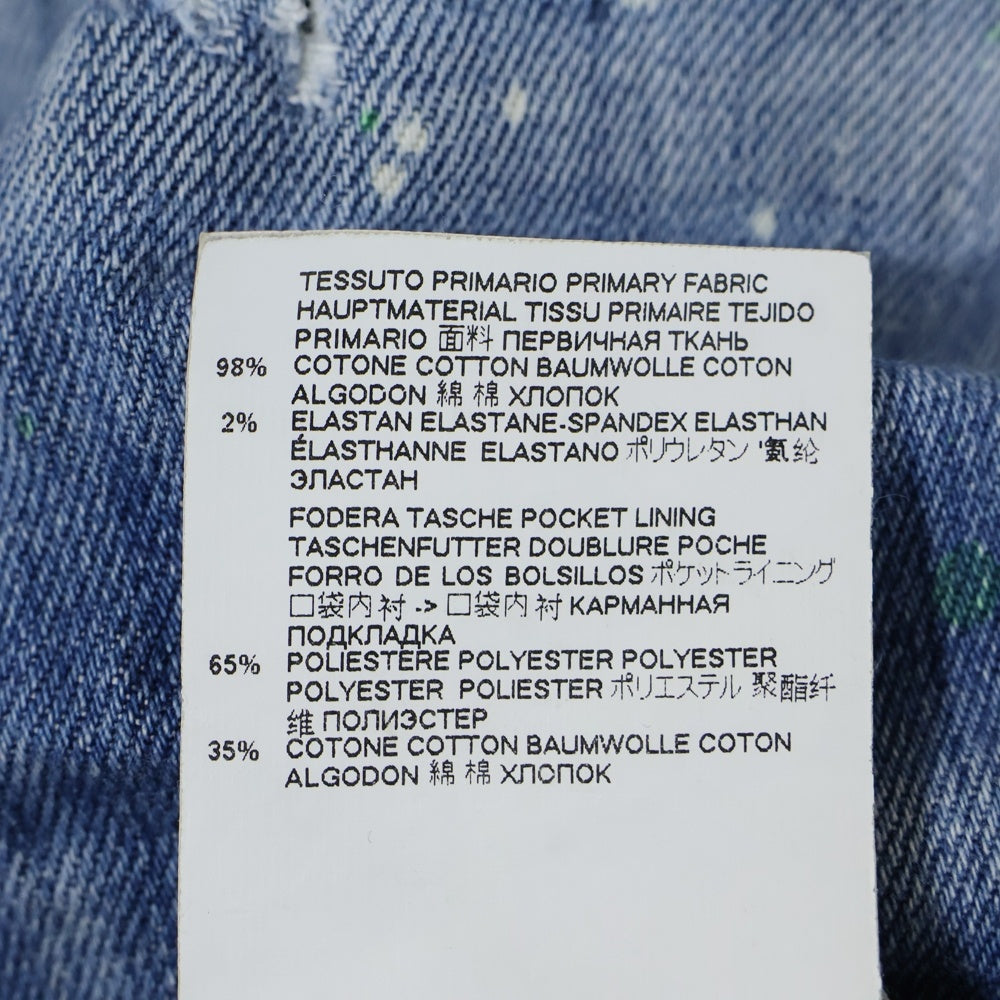 TESSUTO PRIMARIO PRIMARY FABRIC
HAUPTMATERIAL TISSU PRIMAIRE TEJIDO
PRIMARIO 面料 ПЕРВИЧНАЯ ТКАНЬ
98% COTONE COTTON BAUMWOLLE COTON
ALGODON 綿 棉 ХЛОПОК
2% ELASTAN ELASTANE-SPANDEX ELASTHAN
ÉLASTHANNE ELASTANO ポリウレタン '氨纶
ЭЛАСТАН
FODERA TASCHE POCKET LINING
TASCHENFUTTER DOUBLURE POCHE
FORRO DE LOS BOLSILLOS ポケットライニング
口袋内衬 -> 口袋内衬 КАРМАННАЯ
ПОДКЛАДКА
65% POLIESTERE POLYESTER POLYESTER
POLYESTER POLIESTER ポリエステル 聚酯纤
维 ПОЛИЭСТЕР
35% COTONE COTTON BAUMWOLLE COTON
ALGODON 綿 棉 ХЛОПОК